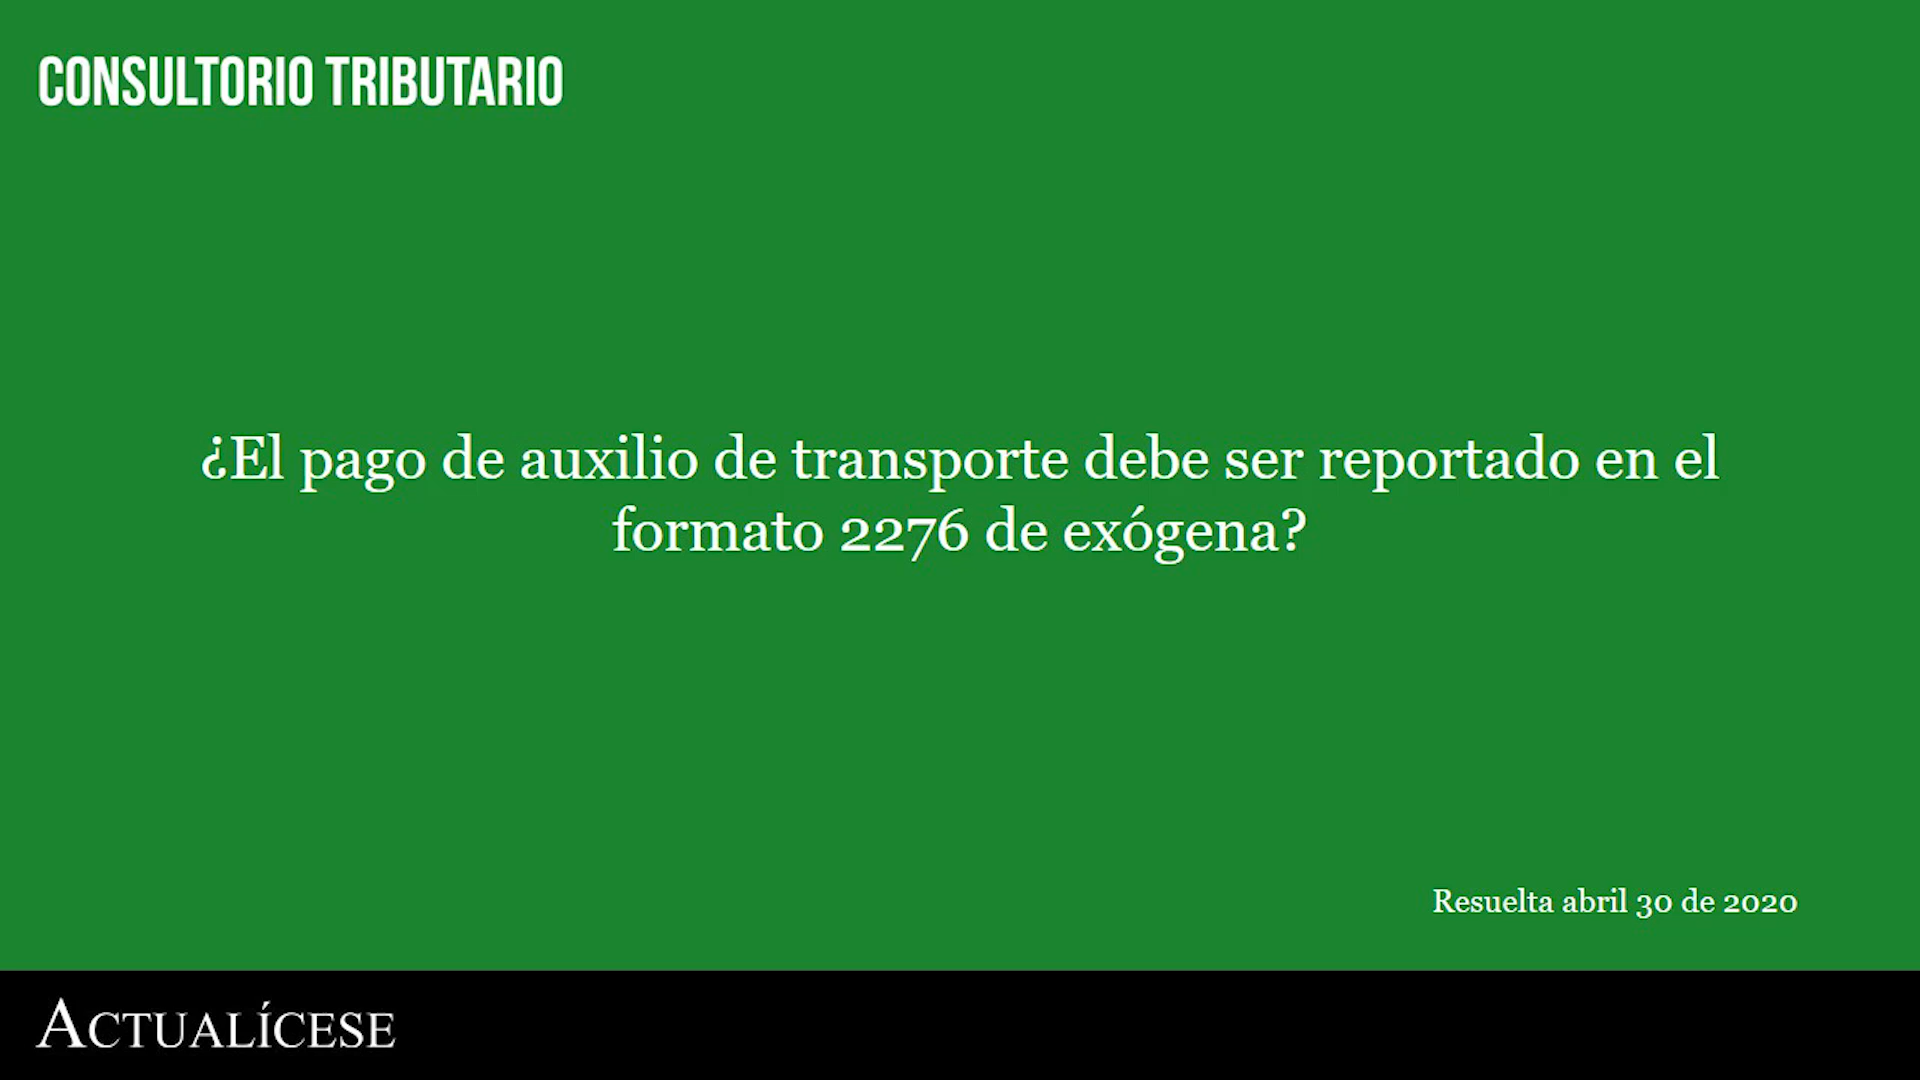 CONSULTORIO TRIBUTARIO
¿El pago de auxilio de transporte debe ser reportado en el
formato 2276 de exógena?
Resuelta abril 30 de 2020
ACTUALÍCESE